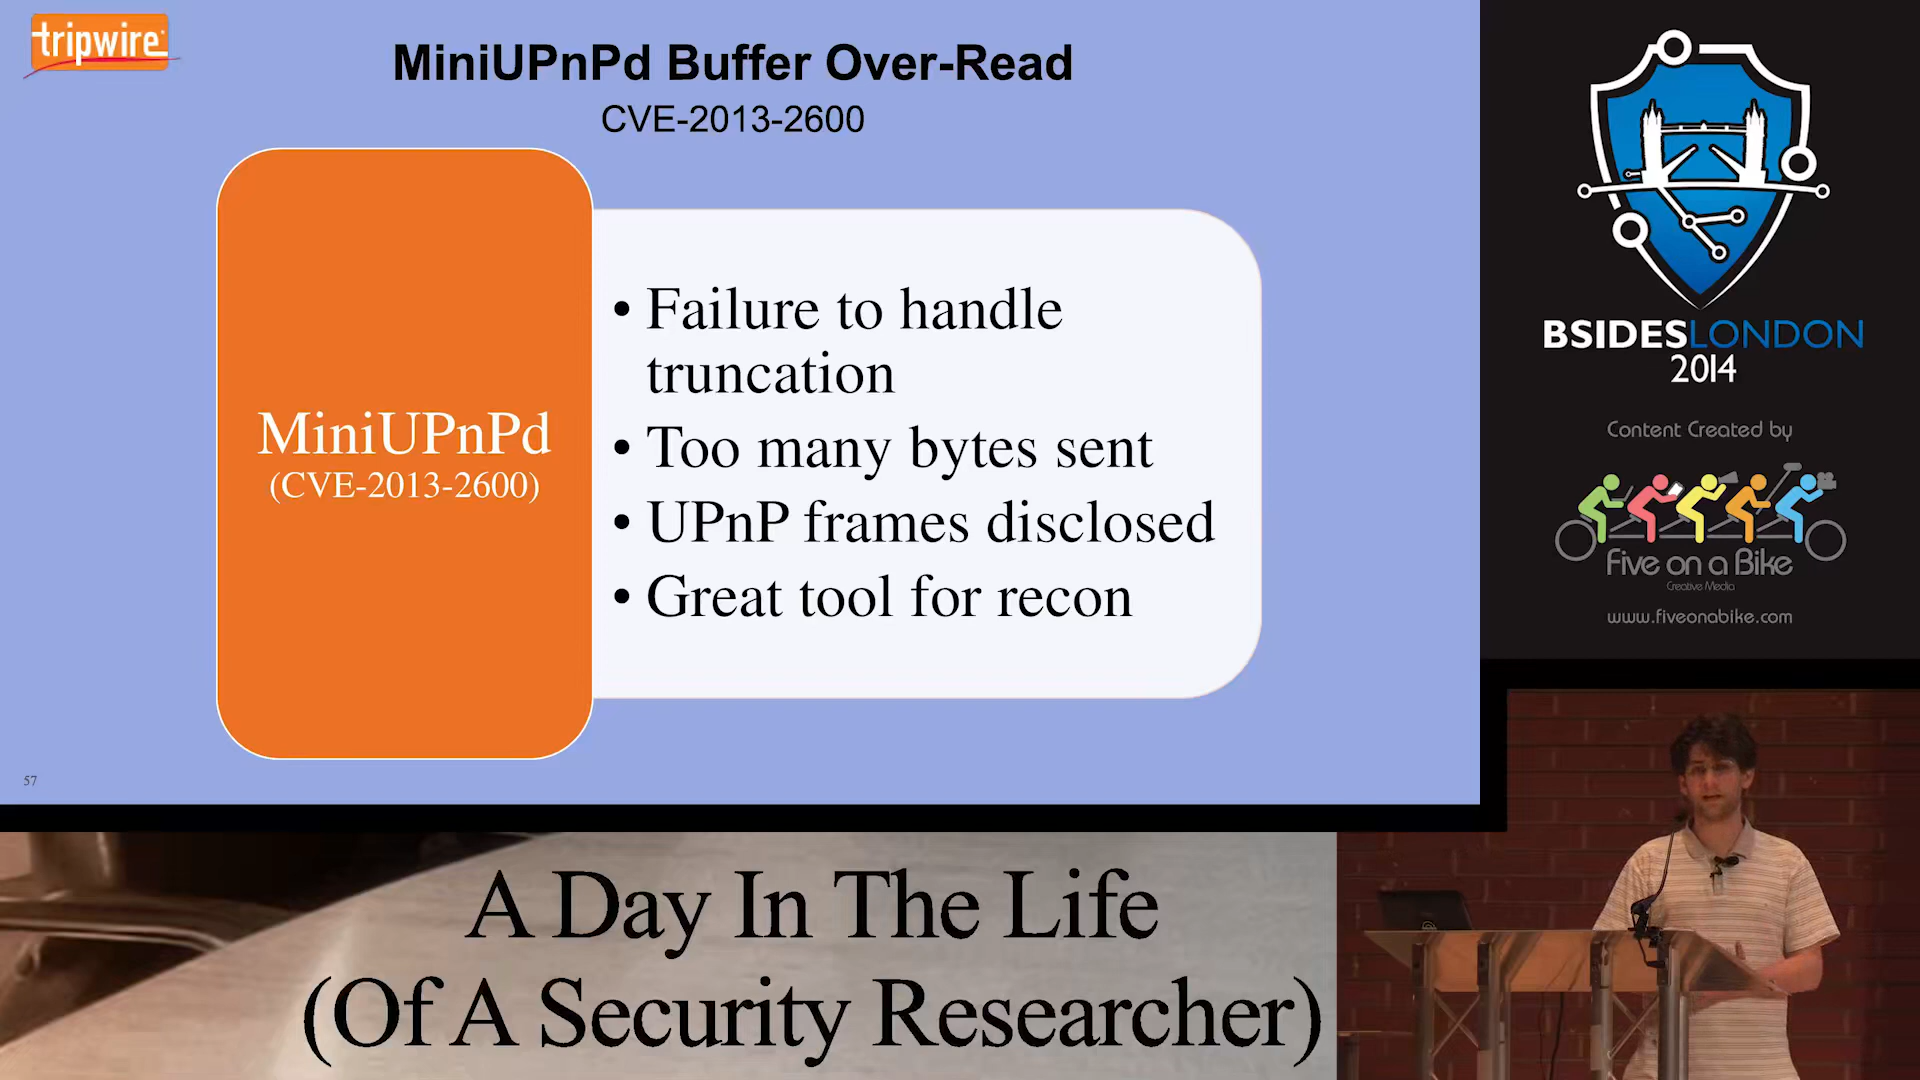 tripwire
MiniUPnPd Buffer Over-Read
CVE-2013-2600
MiniUPnPd
(CVE-2013-2600)
• Failure to handle
truncation
• Too many bytes sent
• UPnP frames disclosed
• Great tool for recon
57
BSIDESLONDON
2014
Content Created by
Five on a Bike
Creative Media
www.fiveonabike.com
A Day In The Life
(Of A Security Researcher)